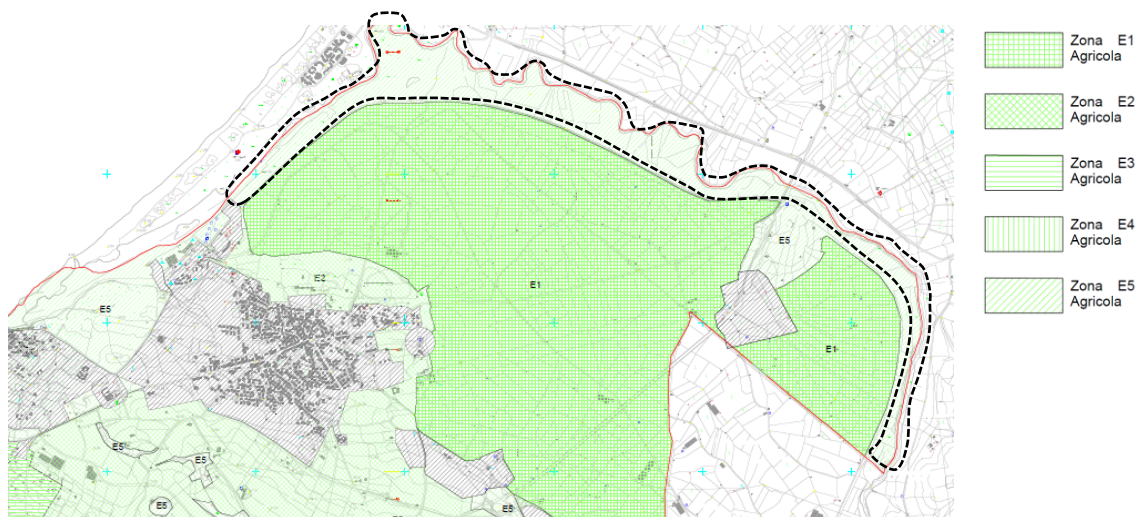 Zona E1
Agricola
Zona E2
Agricola
Zona E3
Agricola
Zona E4
Agricola
Zona E5
Agricola
E5
E2
E1
E5
E1
E5
E5
E5
E5